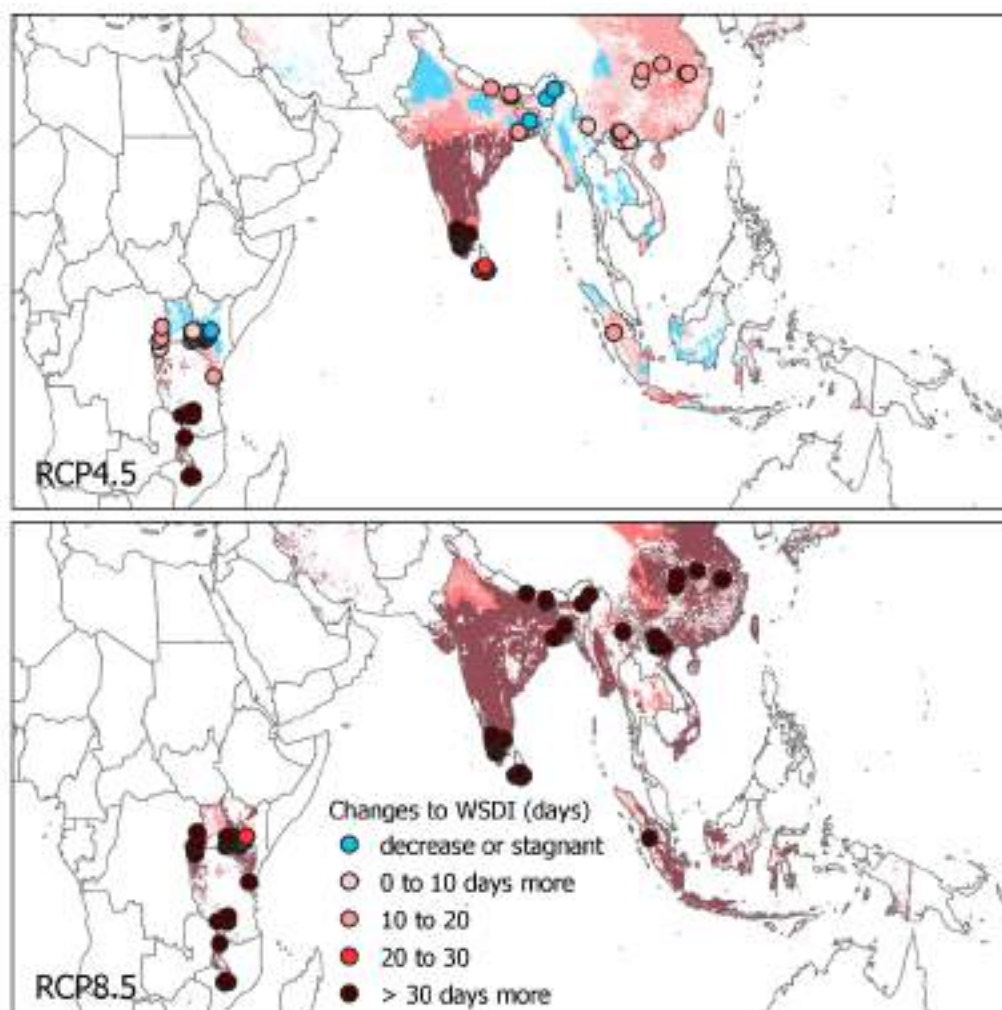 RCP4.5
Changes to WSDI (days)
decrease or stagnant
0 to 10 days more
10 to 20
20 to 30
> 30 days more
RCP8.5